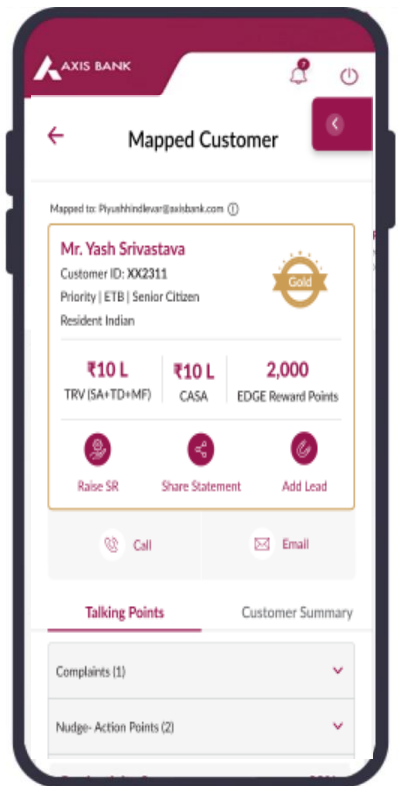 AXIS BANK
7
Mapped Customer
Mapped to: Piyushhindlevar@axisbank.com
Mr. Yash Srivastava
Customer ID: XX2311
Priority | ETB | Senior Citizen
Resident Indian
Gold
₹10 L
TRV (SA+TD+MF)
₹10 L
CASA
2,000
EDGE Reward Points
Raise SR
Share Statement
Add Lead
Call
Email
Talking Points
Customer Summary
Complaints (1)
Nudge- Action Points (2)